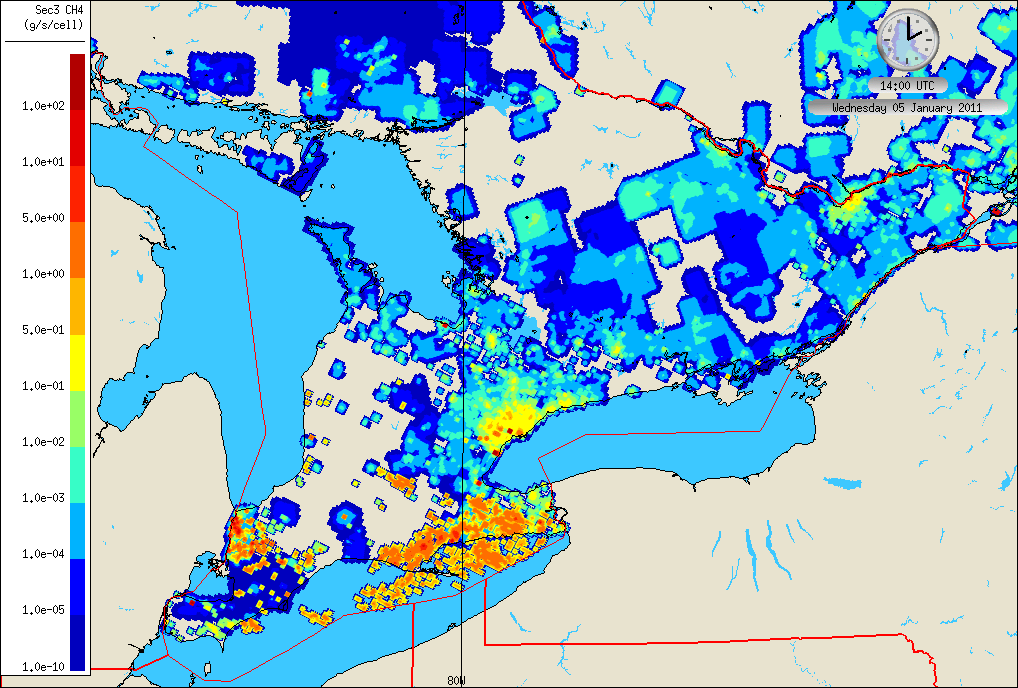 Sec3 CH4
(g/s/cell)
1.0e+02
1.0e+01
5.0e+00
1.0e+00
5.0e-01
1.0e-01
1.0e-02
1.0e-03
1.0e-04
1.0e-05
1.0e-10
14:00 UTC
Wednesday 05 January 2011
80W